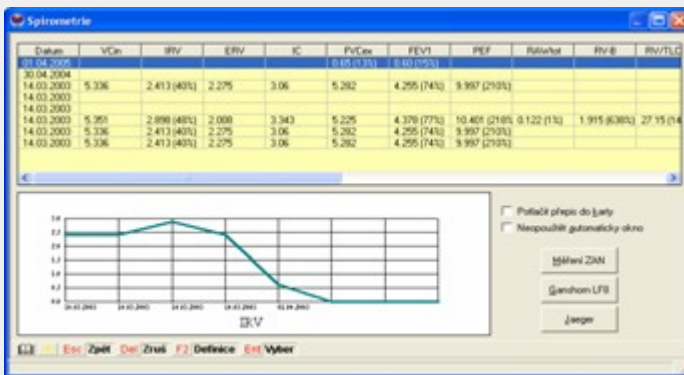 Spirometrie
Datum VCin IRV ERV IC FVCex FEV1 PEF RAWtot RV-B RV/TLC
01.04.2005 0.65 (13%) 0.60 (15%)
30.04.2004
14.03.2003 5.336 2.413 (40%) 2.275 3.06 5.282 4.255 (74%) 9.997 (210%)
14.03.2003
14.03.2003
14.03.2003 5.351 2.898 (48%) 2.008 3.343 5.225 4.378 (77%) 10.401 (218% 0.122 (1%) 1.915 (638%) 27.15 (14
14.03.2003 5.336 2.413 (40%) 2.275 3.06 5.282 4.255 (74%) 9.997 (210%)
14.03.2003 5.336 2.413 (40%) 2.275 3.06 5.282 4.255 (74%) 9.997 (210%)
Potlačit přepis do karty
Neopouštět automaticky okno
Měření ZAN
Ganshorn LF8
Jaeger
IRV
Esc Zpět Del Zruš F2 Definice Ent Vyber